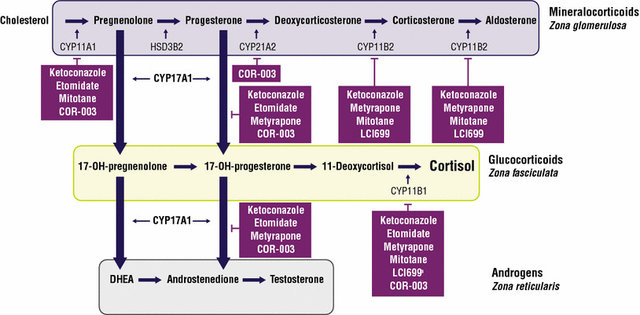 Cholesterol Pregnenolone Progesterone Deoxycorticosterone Corticosterone Aldosterone
Mineralocorticoids
Zona glomerulosa
CYP11A1 HSD3B2 CYP21A2 CYP11B2 CYP11B2
Ketoconazole
Etomidate
Mitotane
COR-003
CYP17A1
COR-003
Ketoconazole
Etomidate
Metyrapone
COR-003
Ketoconazole
Metyrapone
Mitotane
LCI699
Ketoconazole
Metyrapone
Mitotane
LCI699
17-OH-pregnenolone 17-OH-progesterone 11-Deoxycortisol Cortisol
Glucocorticoids
Zona fasciculata
CYP11B1
CYP17A1
Ketoconazole
Etomidate
Metyrapone
COR-003
Ketoconazole
Etomidate
Metyrapone
Mitotane
LCI699
COR-003
DHEA Androstenedione Testosterone
Androgens
Zona reticularis